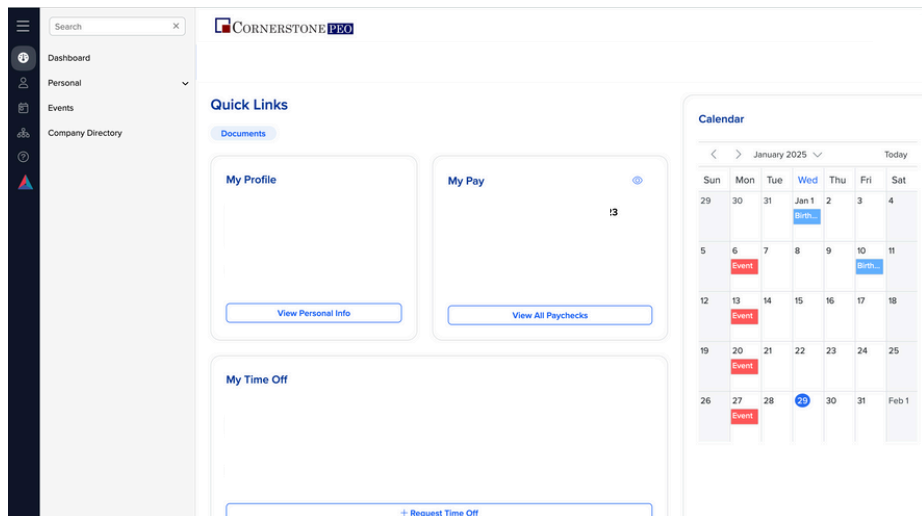 Search
CORNERSTONE PEO
Dashboard
Personal
Events
Company Directory
Quick Links
Documents
My Profile
View Personal Info
My Pay
23
View All Paychecks
My Time Off
+ Request Time Off
Calendar
January 2025
Today
Sun Mon Tue Wed Thu Fri Sat
29 30 31 Jan 1 2 3 4
Birth...
5 6 7 8 9 10 11
Event Birth...
12 13 14 15 16 17 18
Event
19 20 21 22 23 24 25
Event
26 27 28 29 30 31 Feb 1
Event